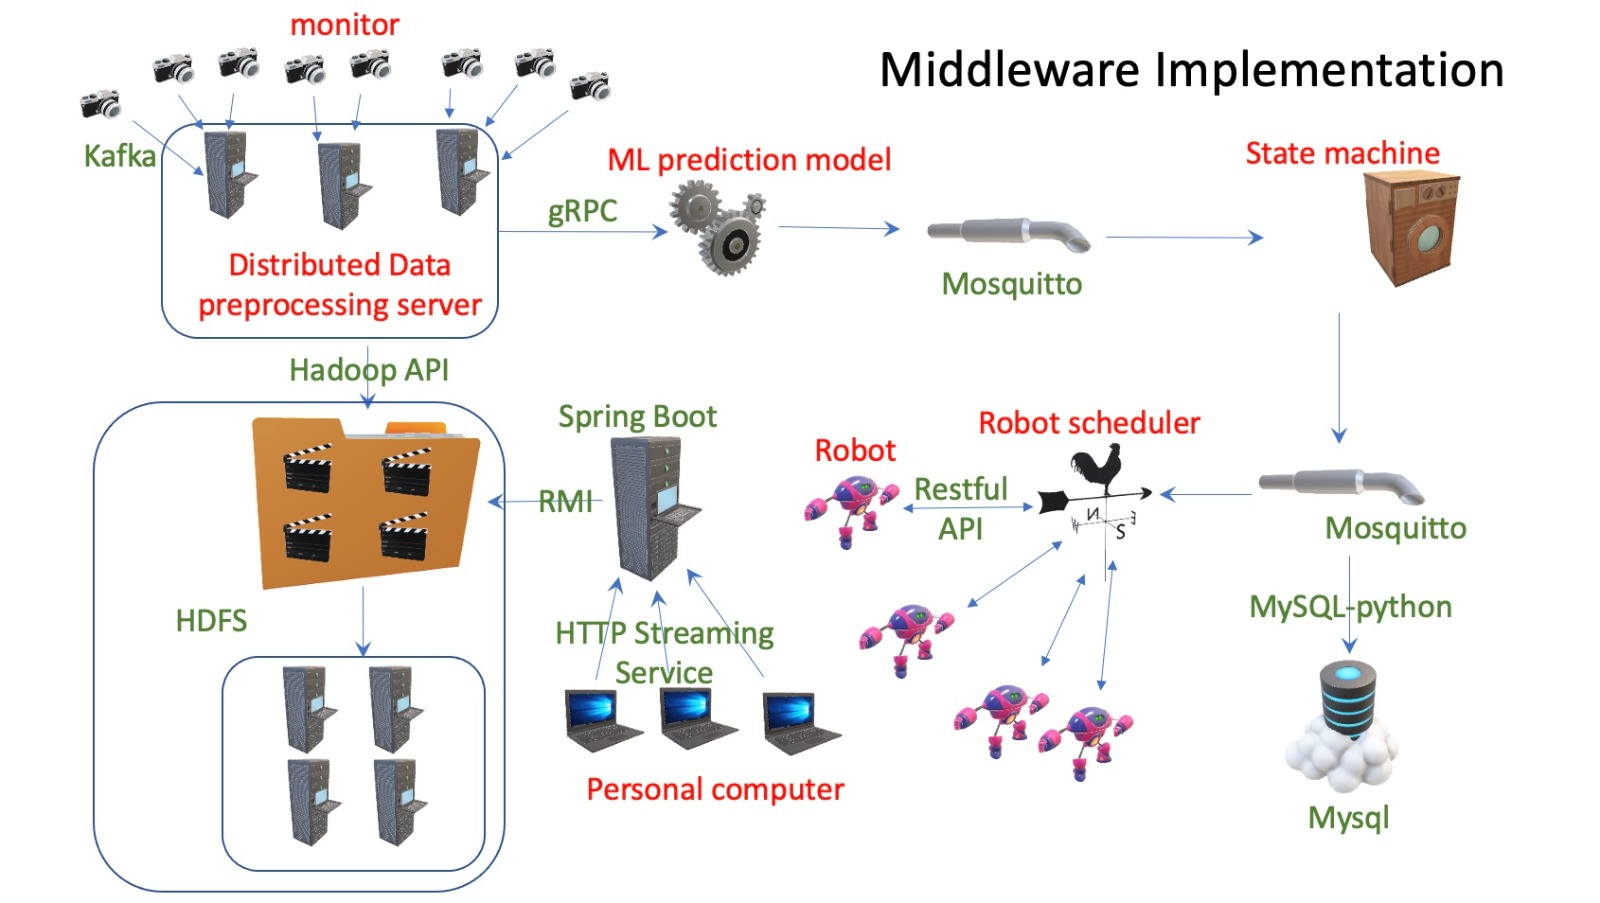 monitor
Middleware Implementation
Kafka
ML prediction model
State machine
gRPC
Distributed Data
preprocessing server
Mosquitto
Hadoop API
Spring Boot
Robot scheduler
Robot
RMI
Restful
API
Mosquitto
HDFS
HTTP Streaming
Service
MySQL-python
Personal computer
Mysql
N
E
W
S